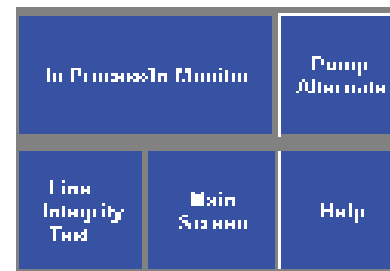 In Process In Monitor
Pump
Alternate
Line
Integrity
Test
Main
Screen
Help